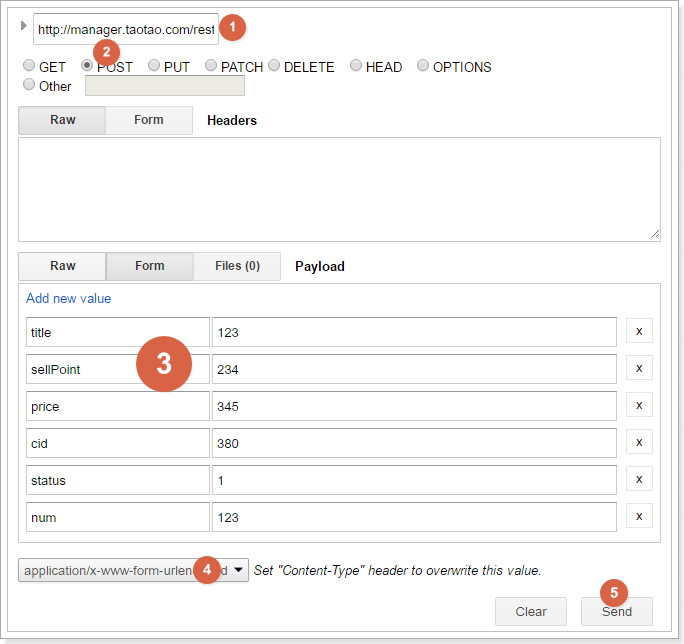 http://manager.taotao.com/rest 1
2
GET POST PUT PATCH DELETE HEAD OPTIONS
Other
Raw Form Headers
Raw Form Files (0) Payload
Add new value
title 123 x
sellPoint 234 x
3
price 345 x
cid 380 x
status 1 x
num 123 x
application/x-www-form-urlen 4 d Set "Content-Type" header to overwrite this value.
5
Clear Send